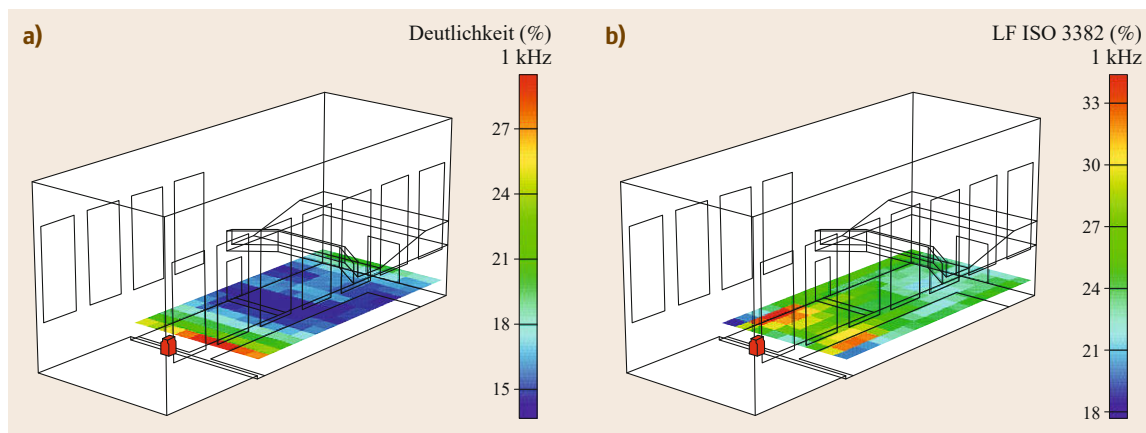 a)
Deutlichkeit (%)
1 kHz
27
24
21
18
15
b)
LF ISO 3382 (%)
1 kHz
33
30
27
24
21
18